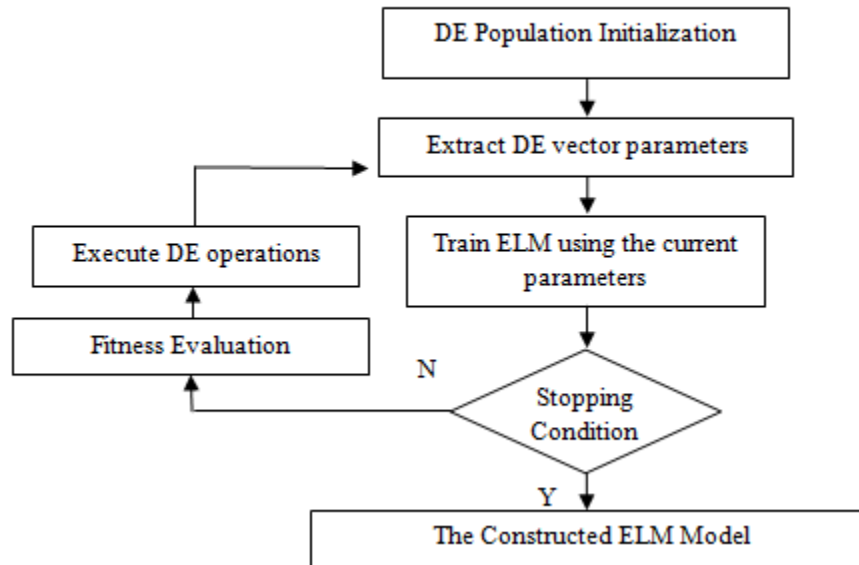 DE Population Initialization
Extract DE vector parameters
Train ELM using the current
parameters
Execute DE operations
Fitness Evaluation
N
Stopping
Condition
Y
The Constructed ELM Model